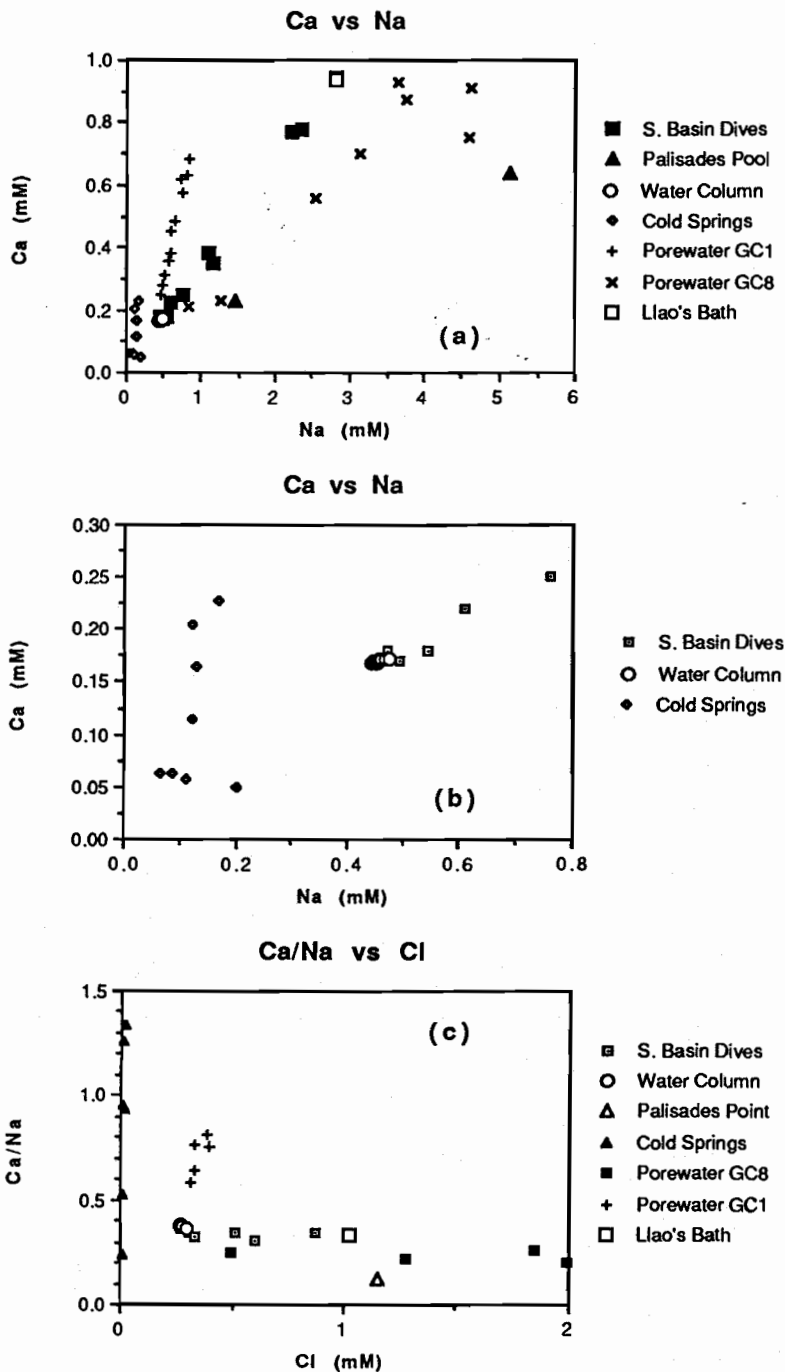 Ca vs Na
1.0
0.8
0.6
0.4
0.2
0.0
Ca (mM)
0 1 2 3 4 5 6
Na (mM)
(a)
S. Basin Dives
Palisades Pool
Water Column
Cold Springs
Porewater GC1
Porewater GC8
Llao's Bath
Ca vs Na
0.30
0.25
0.20
0.15
0.10
0.05
0.00
Ca (mM)
0.0 0.2 0.4 0.6 0.8
Na (mM)
(b)
S. Basin Dives
Water Column
Cold Springs
Ca/Na vs Cl
1.5
1.0
0.5
0.0
Ca/Na
0 1 2
Cl (mM)
(c)
S. Basin Dives
Water Column
Palisades Point
Cold Springs
Porewater GC8
Porewater GC1
Llao's Bath